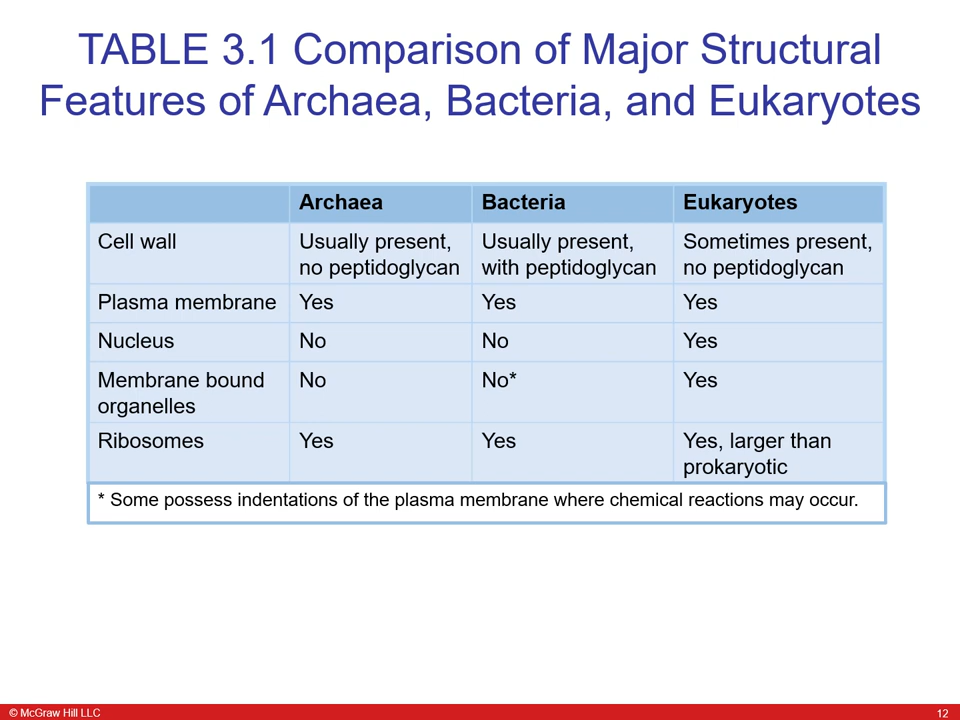 TABLE 3.1 Comparison of Major Structural
Features of Archaea, Bacteria, and Eukaryotes
Archaea Bacteria Eukaryotes
Cell wall Usually present, Usually present, Sometimes present,
no peptidoglycan with peptidoglycan no peptidoglycan
Plasma membrane Yes Yes Yes
Nucleus No No Yes
Membrane bound No No* Yes
organelles
Ribosomes Yes Yes Yes, larger than
prokaryotic
* Some possess indentations of the plasma membrane where chemical reactions may occur.
© McGraw Hill LLC 12